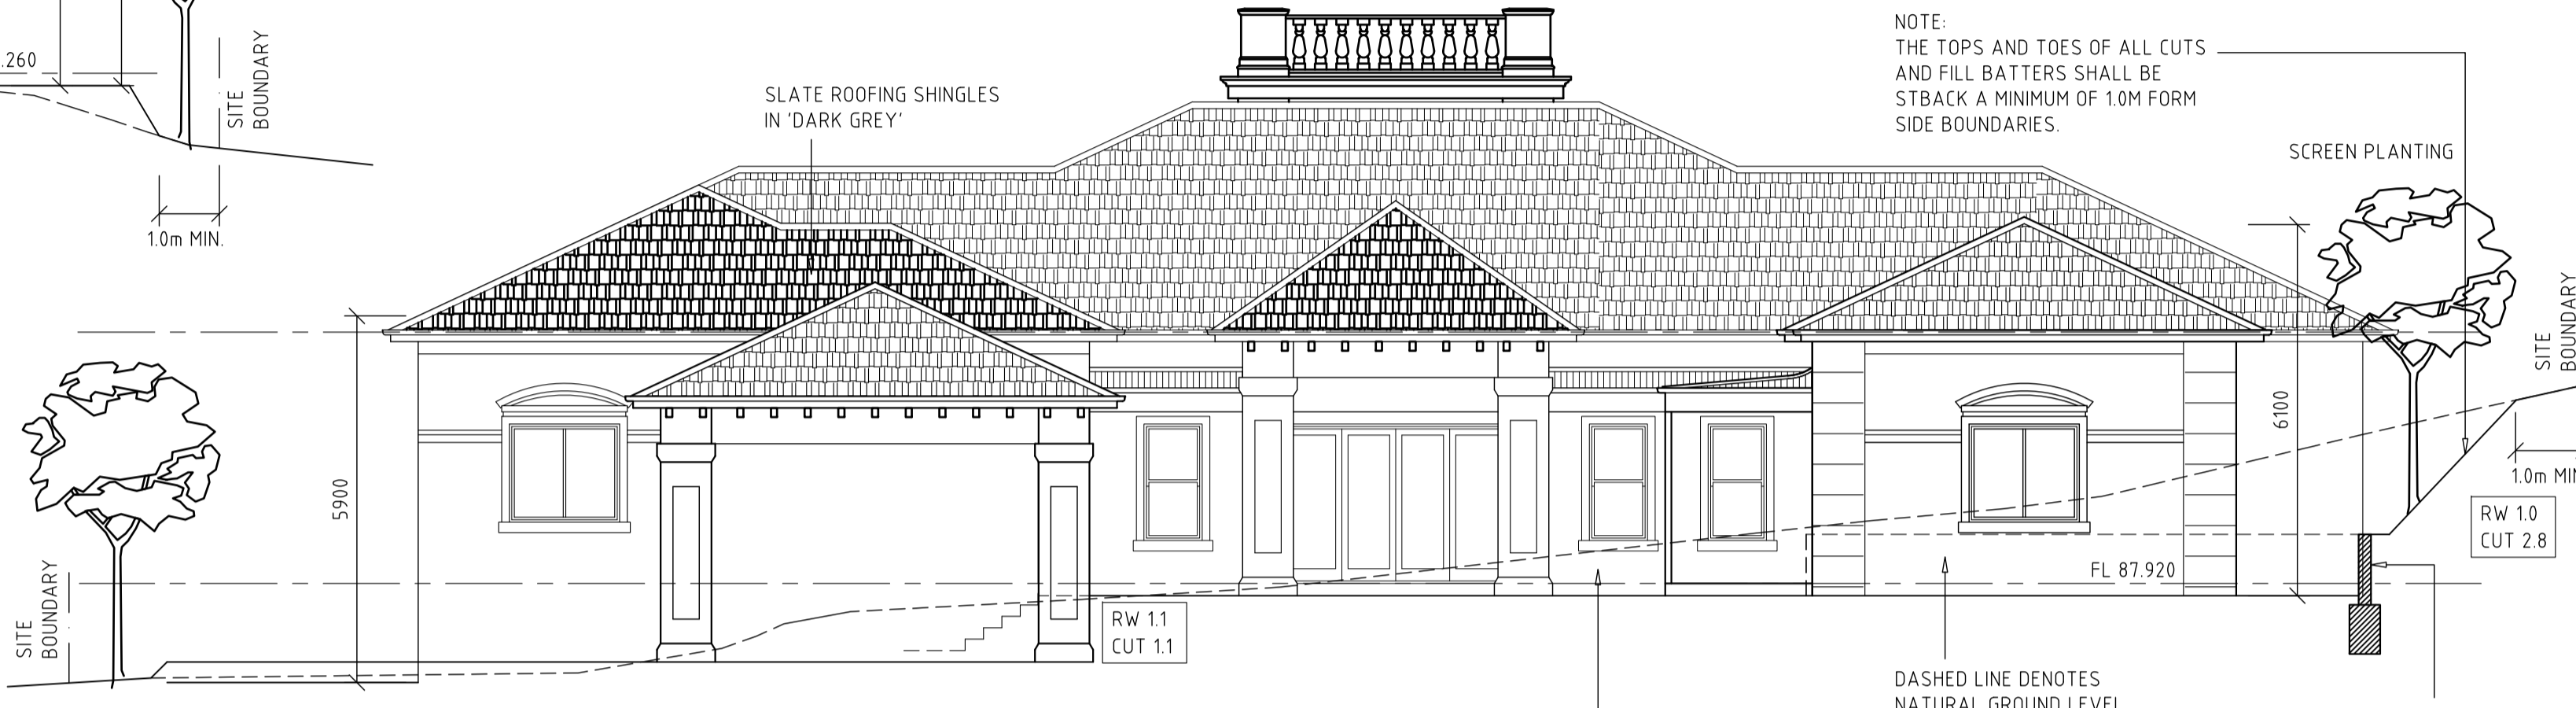 .260
SITE
BOUNDARY
1.0m MIN.
SLATE ROOFING SHINGLES
IN 'DARK GREY'
NOTE:
THE TOPS AND TOES OF ALL CUTS
AND FILL BATTERS SHALL BE
STBACK A MINIMUM OF 1.0M FORM
SIDE BOUNDARIES.
SCREEN PLANTING
SITE
BOUNDARY
6100
1.0m MIN
RW 1.0
CUT 2.8
5900
FL 87.920
SITE
BOUNDARY
RW 1.1
CUT 1.1
DASHED LINE DENOTES
NATURAL GROUND LEVEL